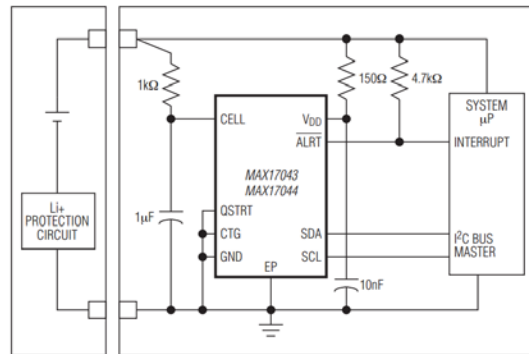 1kΩ
150Ω
4.7kΩ
SYSTEM
µP
CELL
VDD
ALRT
INTERRUPT
MAX17043
MAX17044
Li+
PROTECTION
CIRCUIT
1µF
QSTRT
CTG
GND
SDA
SCL
I²C BUS
MASTER
EP
10nF